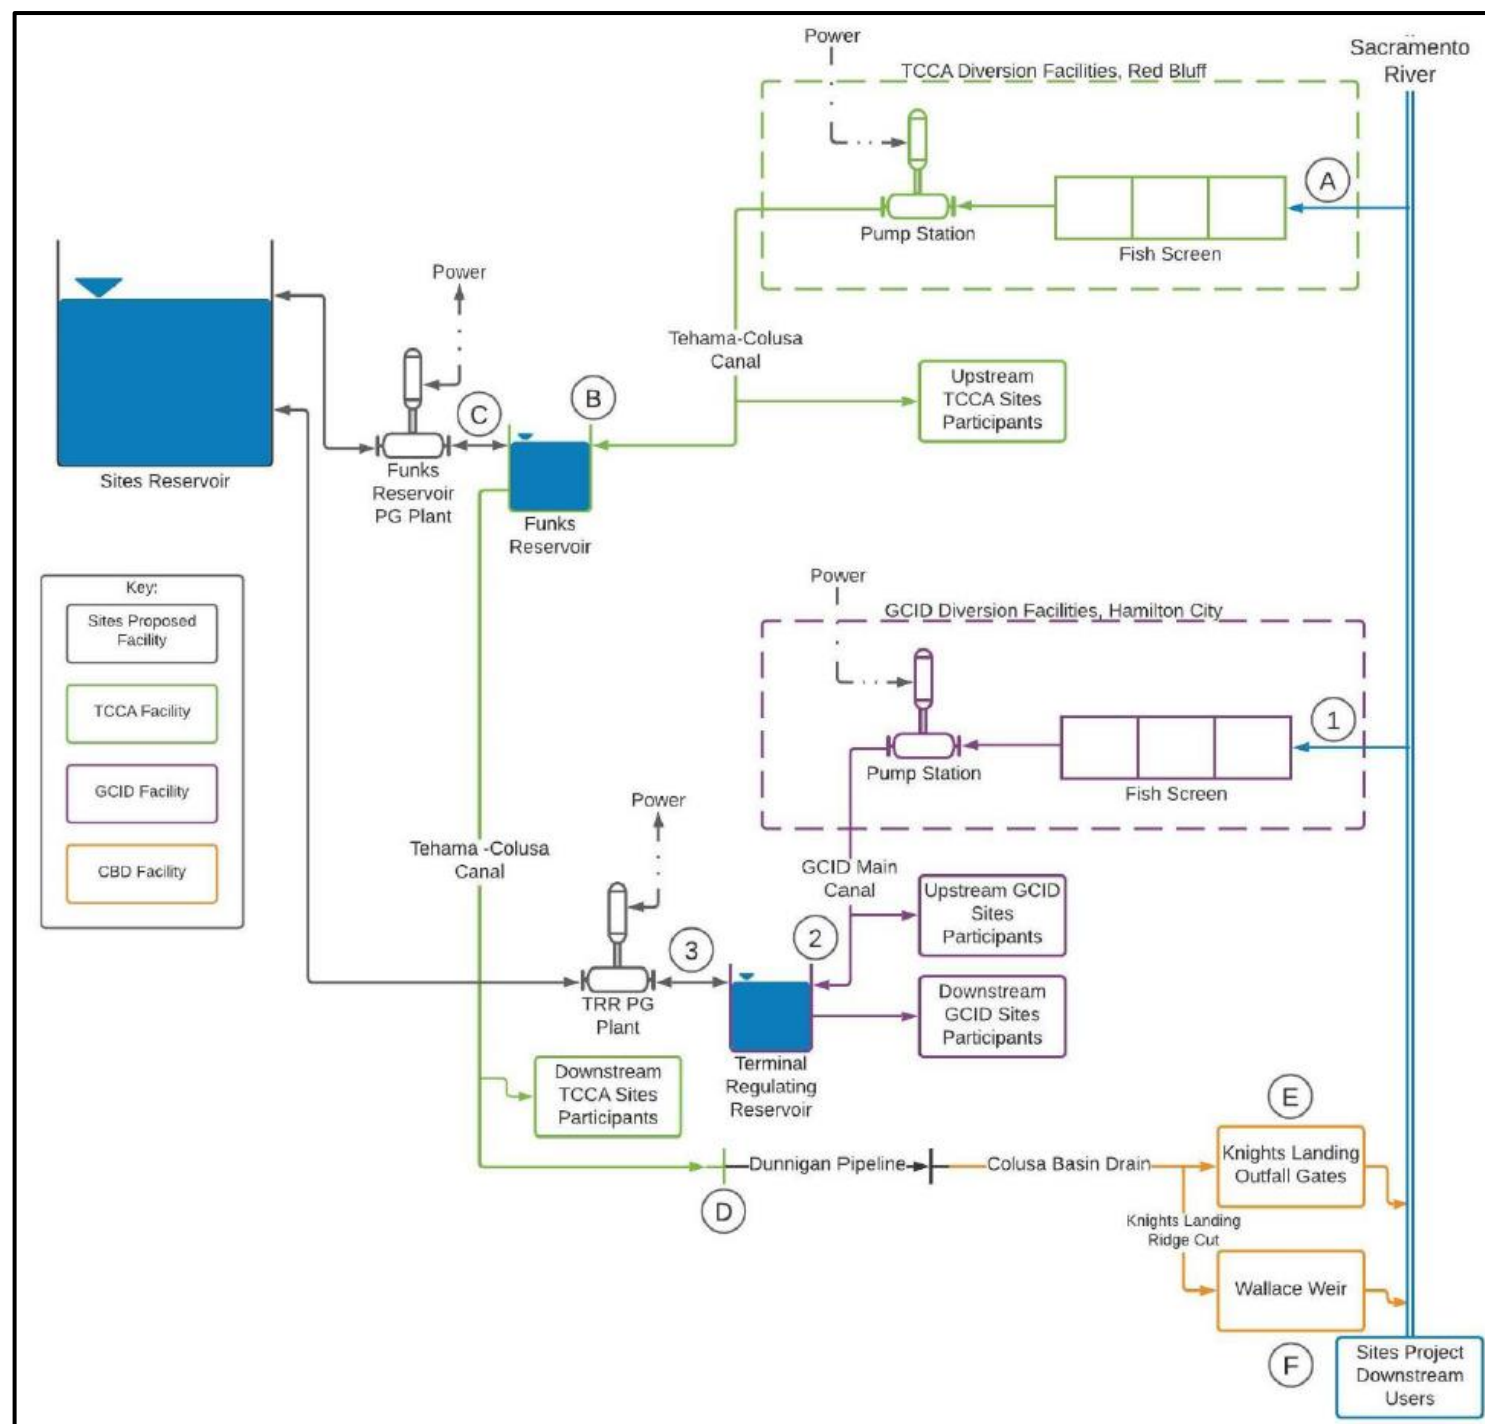 Power
Sacramento
River
TCCA Diversion Facilities, Red Bluff
A
Pump Station
Fish Screen
Power
Tehama-Colusa
Canal
Upstream
TCCA Sites
Participants
B
C
Sites Reservoir
Funks
Reservoir
PG Plant
Funks
Reservoir
Key:
Sites Proposed
Facility
TCCA Facility
GCID Facility
CBD Facility
Power
GCID Diversion Facilities, Hamilton City
1
Pump Station
Fish Screen
Power
Tehama -Colusa
Canal
GCID Main
Canal
Upstream GCID
Sites
Participants
2
3
TRR PG
Plant
Downstream
GCID Sites
Participants
Terminal
Regulating
Reservoir
Downstream
TCCA Sites
Participants
E
Knights Landing
Outfall Gates
Dunnigan Pipeline
Colusa Basin Drain
D
Knights Landing
Ridge Cut
Wallace Weir
F
Sites Project
Downstream
Users